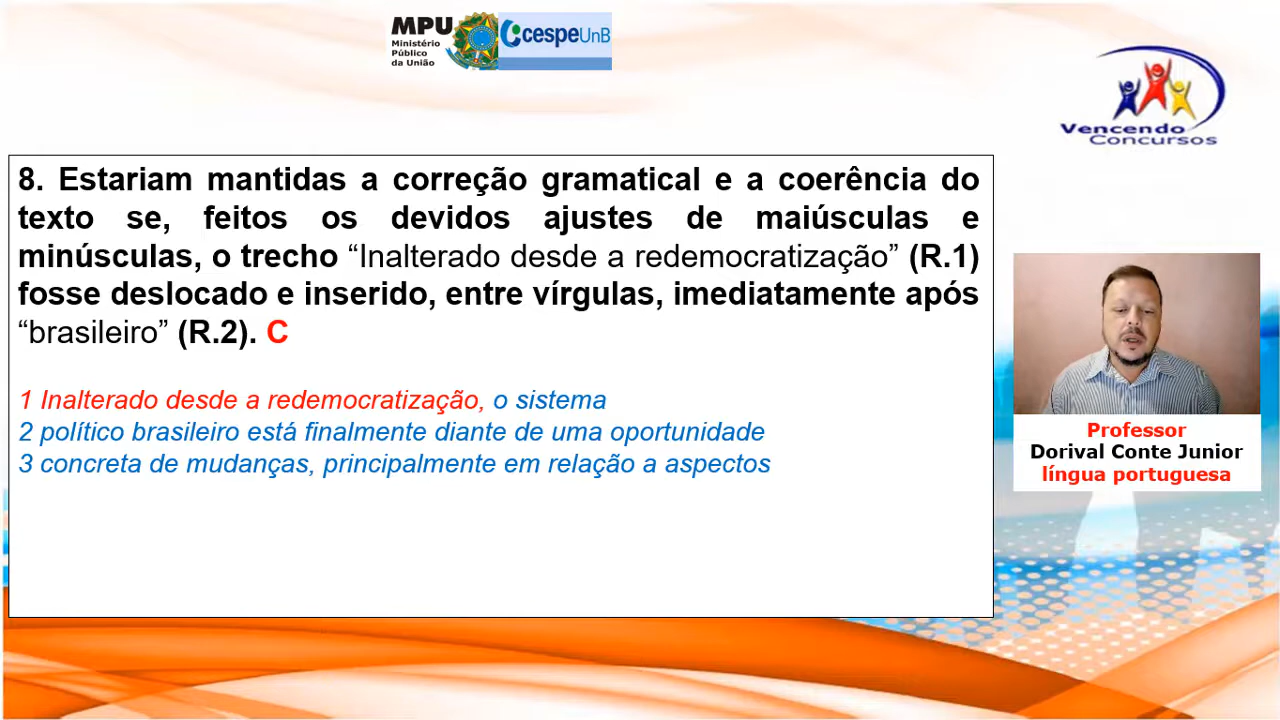 MPU
Ministério
Público
da União
cespeUnB
Vencendo
Concursos
8. Estariam mantidas a correção gramatical e a coerência do
texto se, feitos os devidos ajustes de maiúsculas e
minúsculas, o trecho “Inalterado desde a redemocratização” (R.1)
fosse deslocado e inserido, entre vírgulas, imediatamente após
“brasileiro” (R.2). C
1 Inalterado desde a redemocratização, o sistema
2 político brasileiro está finalmente diante de uma oportunidade
3 concreta de mudanças, principalmente em relação a aspectos
Professor
Dorival Conte Junior
língua portuguesa